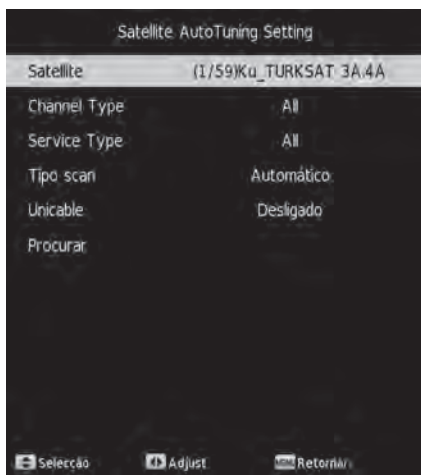 Satellite AutoTuning Setting
Satellite (1/59)Ku_TURKSAT 3A.4A
Channel Type All
Service Type All
Tipo scan Automático
Unicable Desligado
Procurar
Selecção Adjust MENU Retornar